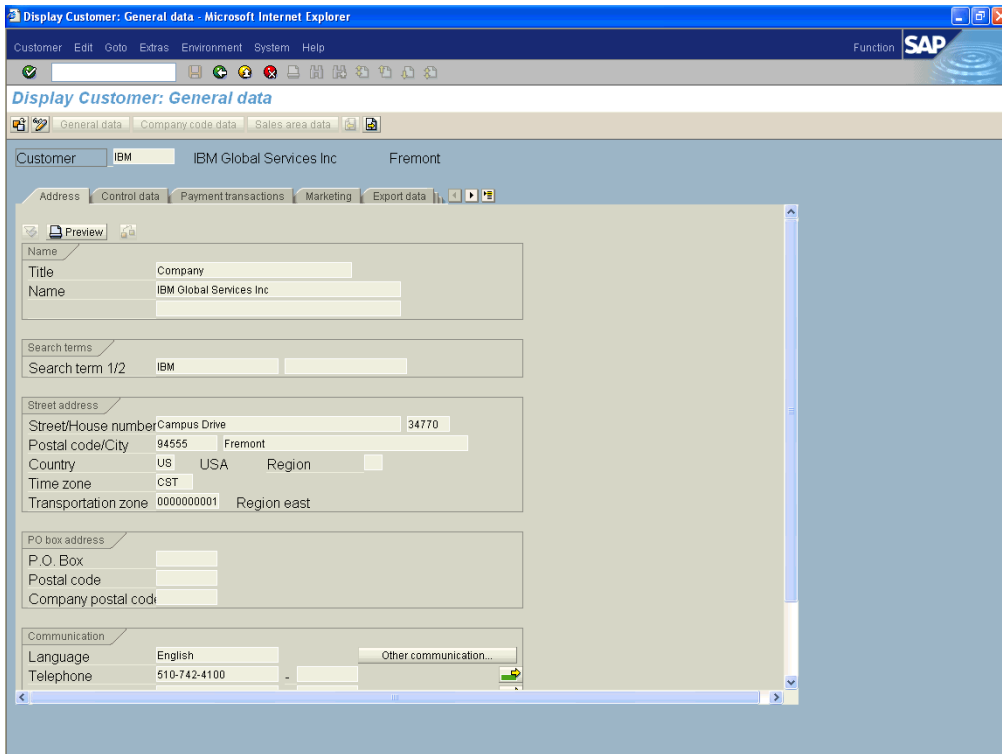 Display Customer: General data - Microsoft Internet Explorer
Customer Edit Goto Extras Environment System Help Function SAP
Display Customer: General data
General data Company code data Sales area data
Customer IBM IBM Global Services Inc Fremont
Address Control data Payment transactions Marketing Export data
Preview
Name
Title Company
Name IBM Global Services Inc
Search terms
Search term 1/2 IBM
Street address
Street/House number Campus Drive 34770
Postal code/City 94555 Fremont
Country US USA Region
Time zone CST
Transportation zone 0000000001 Region east
PO box address
P.O. Box
Postal code
Company postal code
Communication
Language English Other communication...
Telephone 510-742-4100 -